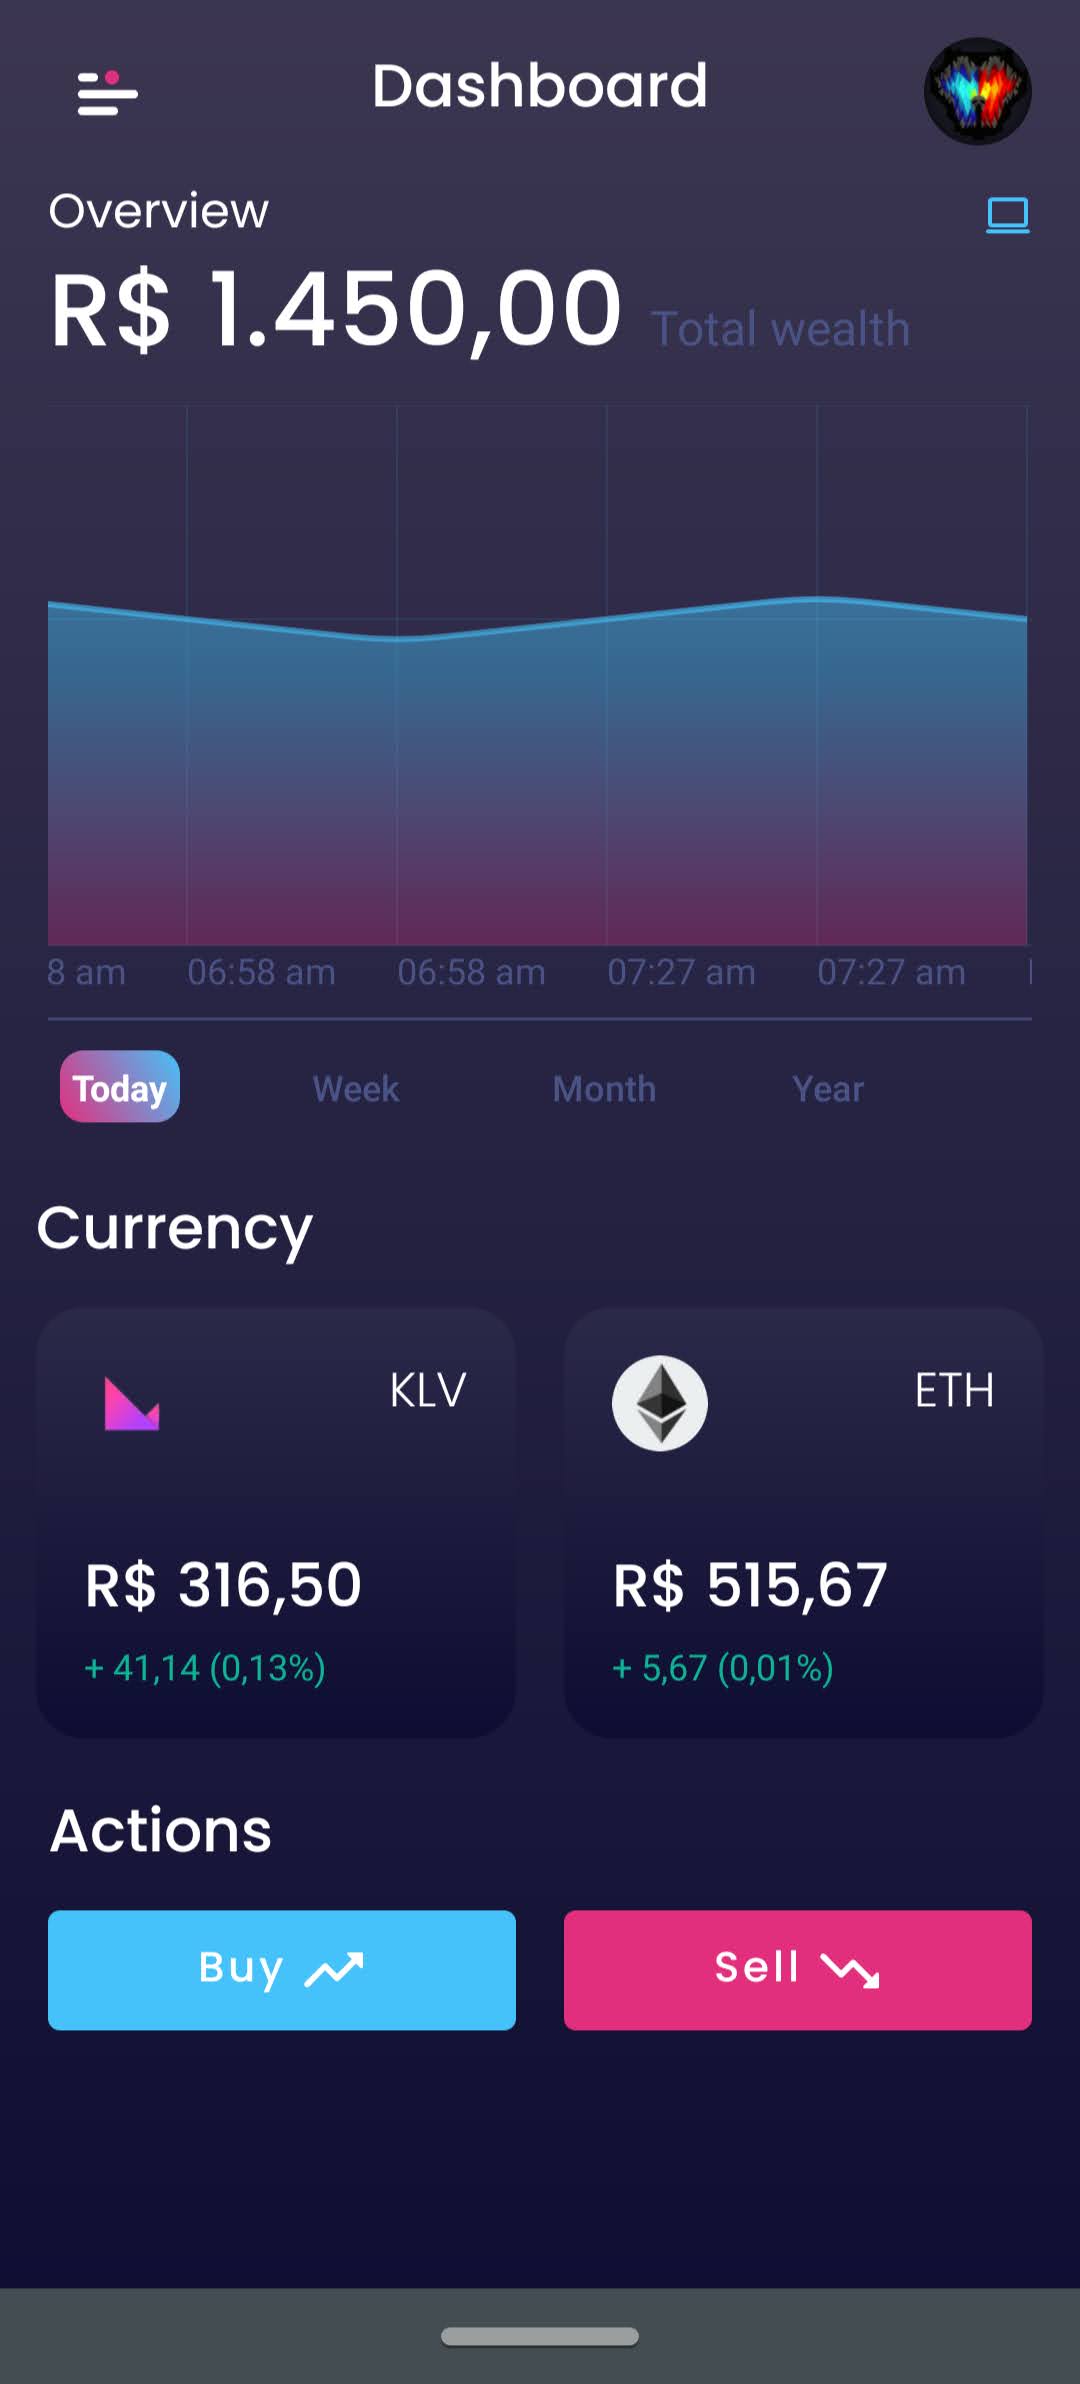 Dashboard
Overview
R$ 1.450,00 Total wealth
8 am 06:58 am 06:58 am 07:27 am 07:27 am
Today Week Month Year
Currency
KLV ETH
R$ 316,50 R$ 515,67
+ 41,14 (0,13%) + 5,67 (0,01%)
Actions
Buy Sell